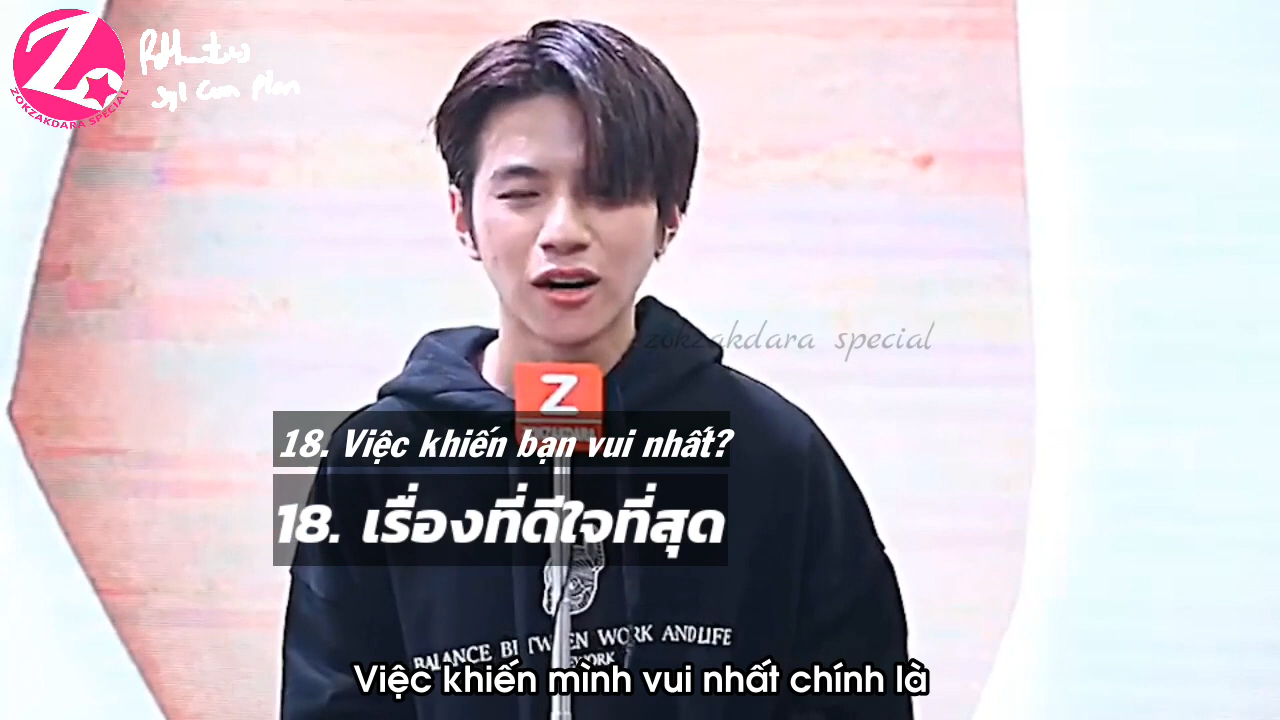 Z
ZOKZAKDARA SPECIAL
zokzakdara special
Z
ZOKZAKDARA
18. Việc khiến bạn vui nhất?
18. เรื่องที่ดีใจที่สุด
BALANCE BETWEEN WORK AND LIFE
Việc khiến mình vui nhất chính là